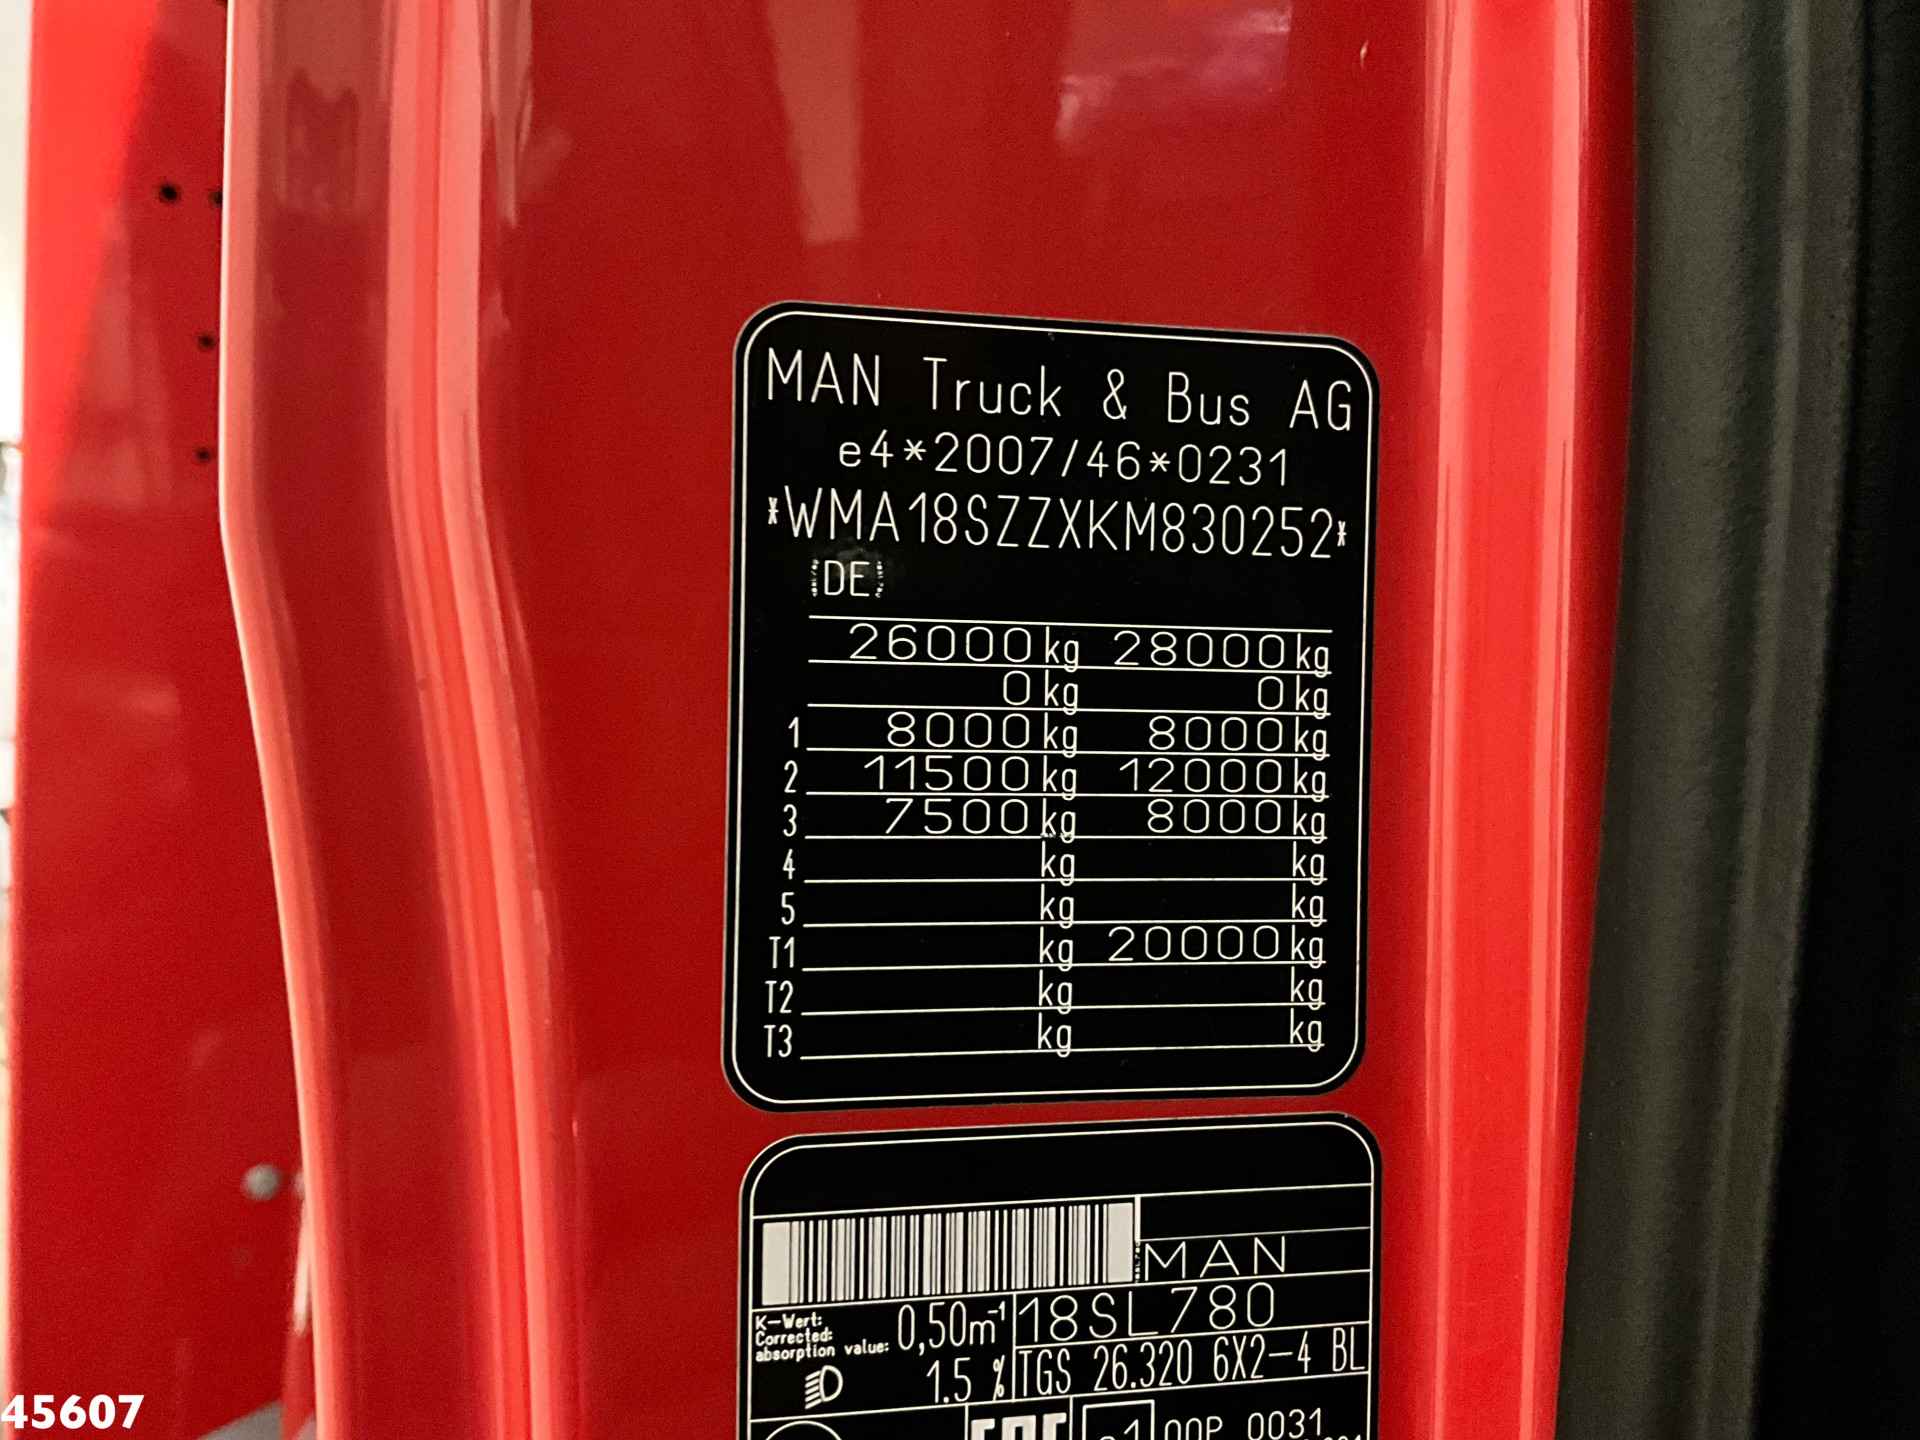 MAN Truck & Bus AG
e4*2007/46*0231
*WMA18SZZXKM830252*
DE
26000 kg 28000 kg
0 kg 0 kg
1 8000 kg 8000 kg
2 11500 kg 12000 kg
3 7500 kg 8000 kg
4 kg kg
5 kg kg
T1 kg 20000 kg
T2 kg kg
T3 kg kg
MAN
K-Wert:
Corrected:
absorption value: 0,50m⁻¹
18SL780
1.5 %
TGS 26.320 6X2-4 BL
00P 0031
45607